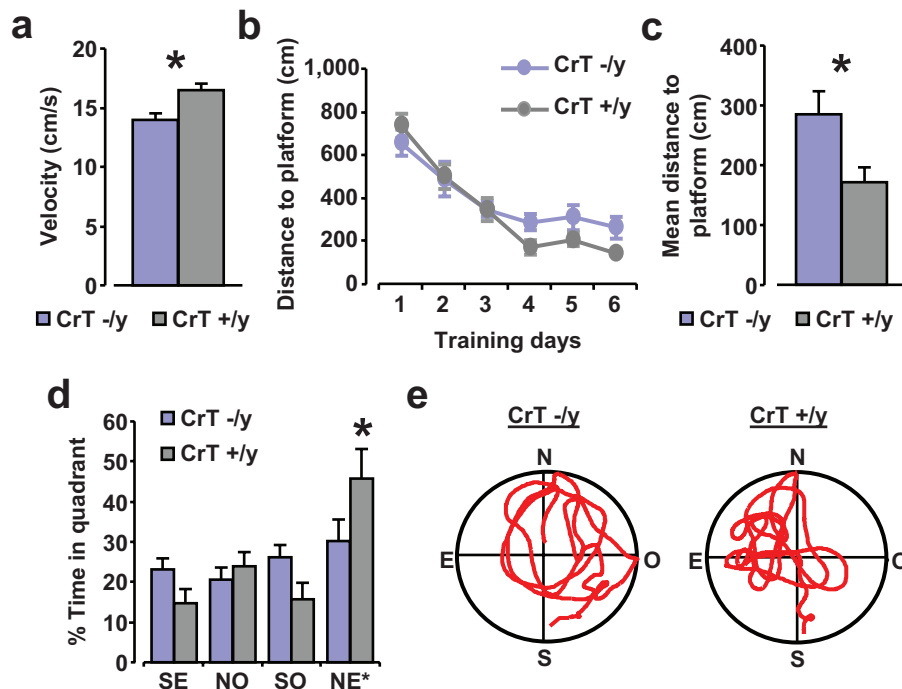 a
Velocity (cm/s)
20
15
10
5
0
*
CrT -/y CrT +/y
b
Distance to platform (cm)
1,000
800
600
400
200
0
CrT -/y
CrT +/y
1 2 3 4 5 6
Training days
c
Mean distance to
platform (cm)
400
300
200
100
0
*
CrT -/y CrT +/y
d
% Time in quadrant
60
50
40
30
20
10
0
CrT -/y
CrT +/y
*
SE NO SO NE*
e
CrT -/y
N
E O
S
CrT +/y
N
E O
S